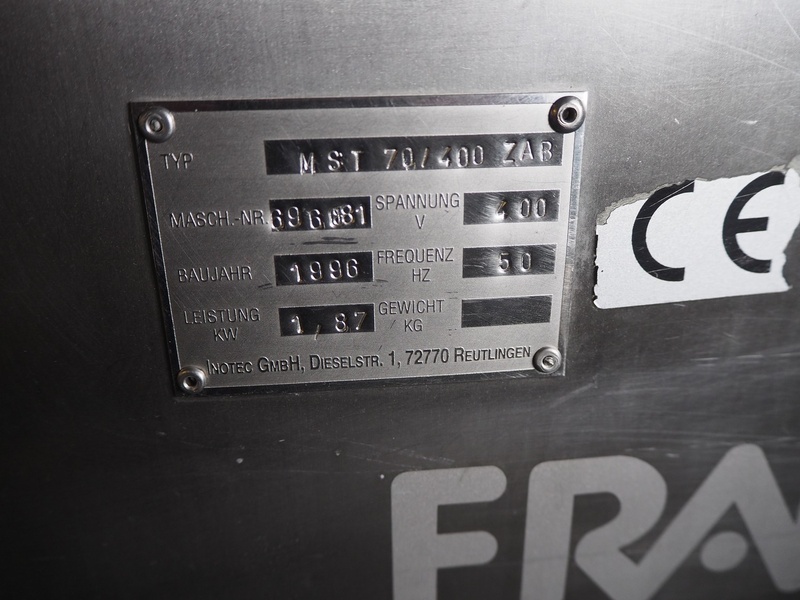 TYP MST 70/400 ZAB
MASCH.-NR. 696081 SPANNUNG V 400
BAUJAHR 1996 FREQUENZ HZ 50
LEISTUNG KW 1,87 GEWICHT KG
INOTEC GMBH, DIESELSTR. 1, 72770 REUTLINGEN
CE
FRA